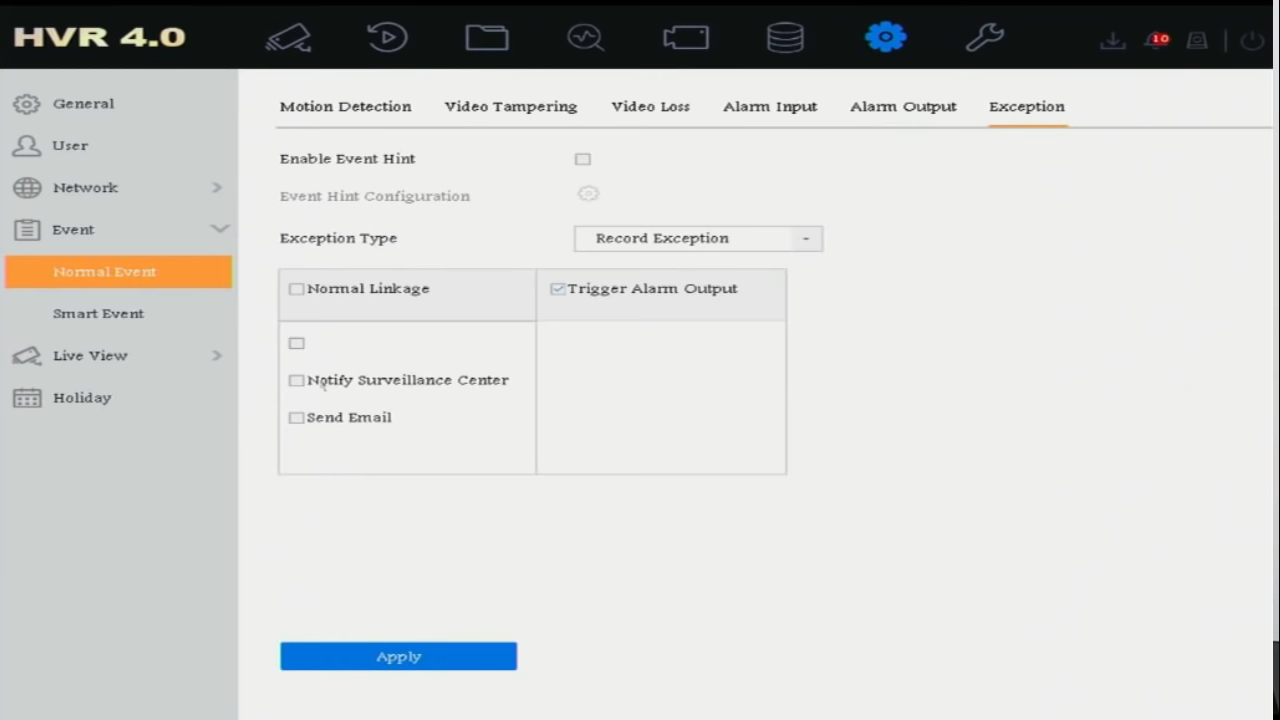 HVR 4.0
10
General
User
Network
Event
Normal Event
Smart Event
Live View
Holiday
Motion Detection Video Tampering Video Loss Alarm Input Alarm Output Exception
Enable Event Hint
Event Hint Configuration
Exception Type Record Exception
Normal Linkage Trigger Alarm Output
Notify Surveillance Center
Send Email
Apply